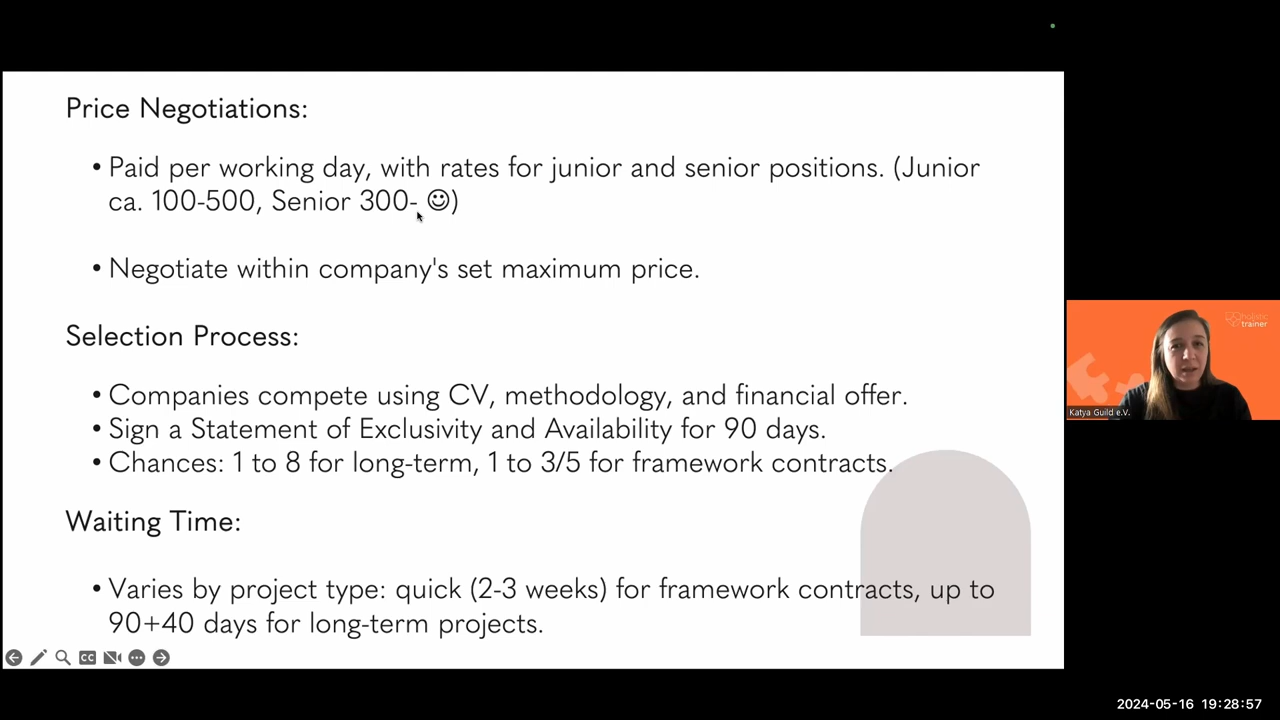 Price Negotiations:
• Paid per working day, with rates for junior and senior positions. (Junior
ca. 100-500, Senior 300- ☺)
• Negotiate within company's set maximum price.
Selection Process:
• Companies compete using CV, methodology, and financial offer.
• Sign a Statement of Exclusivity and Availability for 90 days.
• Chances: 1 to 8 for long-term, 1 to 3/5 for framework contracts.
Waiting Time:
• Varies by project type: quick (2-3 weeks) for framework contracts, up to
90+40 days for long-term projects.
CC
holistic
trainer
Katya Guild e.V.
2024-05-16 19:28:57